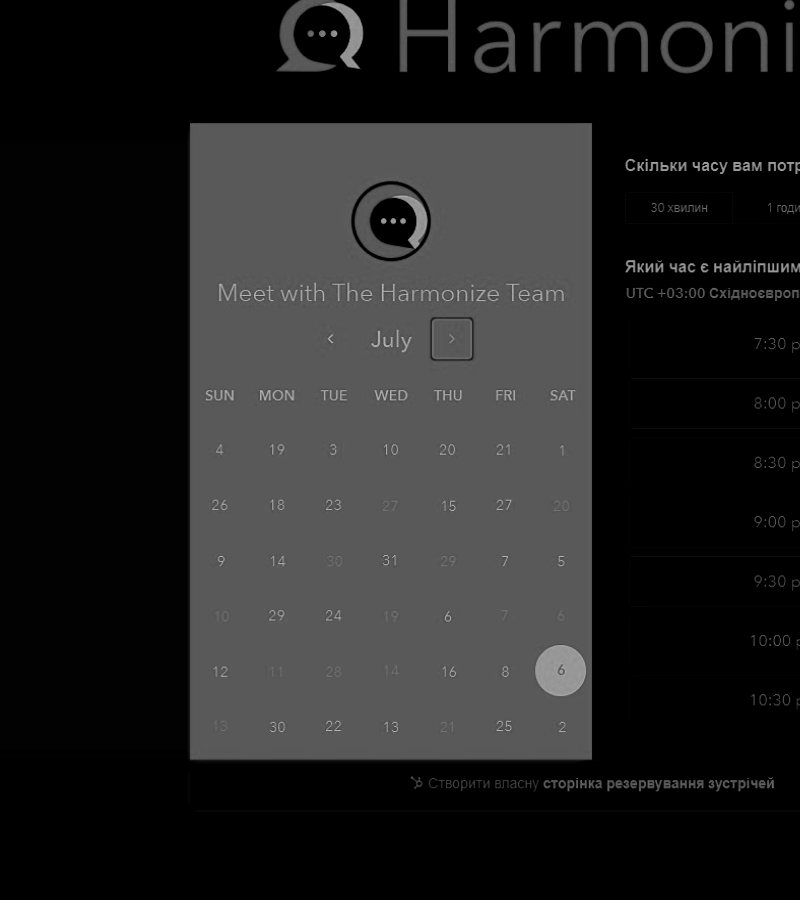 Harmoni
Meet with The Harmonize Team
July
SUN MON TUE WED THU FRI SAT
4 19 3 10 20 21 1
26 18 23 27 15 27 20
9 14 30 31 29 7 5
10 29 24 19 6 7 6
12 11 28 14 16 8 6
13 30 22 13 21 25 2
Скільки часу вам потр
30 хвилин 1 годи
Який час є найліпшим
UTC +03:00 Східноєвроп
7:30 p
8:00 p
8:30 p
9:00 p
9:30 p
10:00 p
10:30 p
Створити власну сторінка резервування зустрічей